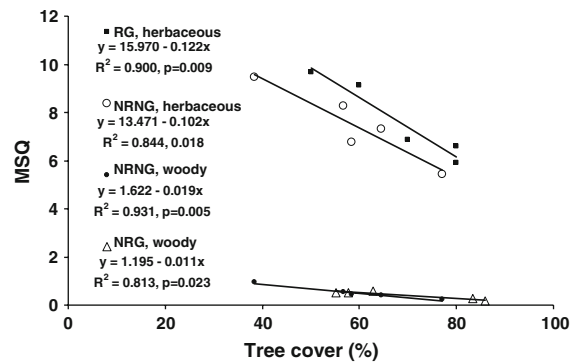 12
10
8
6
4
2
0
MSQ
RG, herbaceous
y = 15.970 - 0.122x
R² = 0.900, p=0.009
NRNG, herbaceous
y = 13.471 - 0.102x
R² = 0.844, 0.018
NRNG, woody
y = 1.622 - 0.019x
R² = 0.931, p=0.005
NRG, woody
y = 1.195 - 0.011x
R² = 0.813, p=0.023
0 20 40 60 80 100
Tree cover (%)